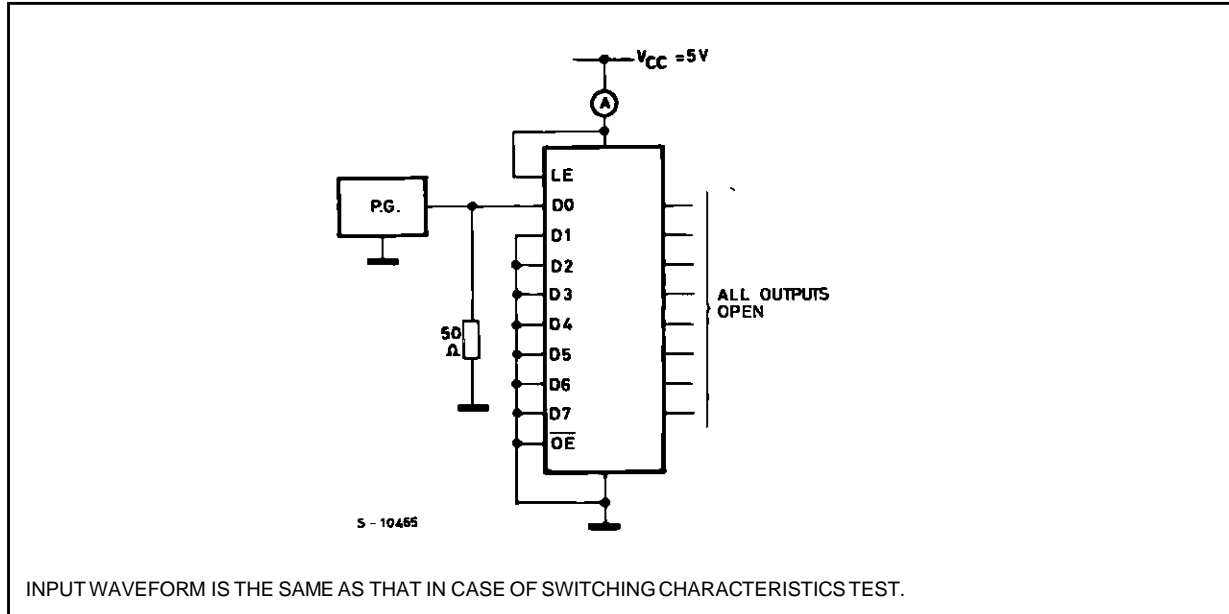 VCC =5V
A
LE
P.G.
D0
D1
D2
D3
D4
D5
D6
D7
OE
50
Ω
ALL OUTPUTS
OPEN
S-10465
INPUT WAVEFORM IS THE SAME AS THAT IN CASE OF SWITCHING CHARACTERISTICS TEST.